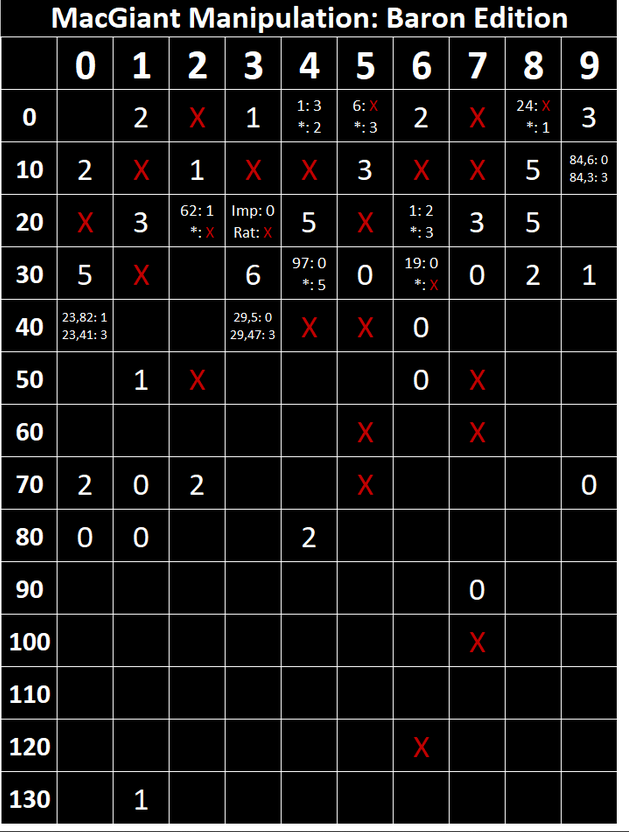 MacGiant Manipulation: Baron Edition
0 1 2 3 4 5 6 7 8 9
0 2 X 1 1: 3 6: X 2 X 24: X 3
*: 2 *: 3 *: 1
10 2 X 1 X X 3 X X 5 84,6: 0
84,3: 3
20 X 3 62: 1 Imp: 0 5 X 1: 2 3 5
*: X Rat: X *: 3
30 5 X 6 97: 0 0 19: 0 0 2 1
*: 5 *: X
40 23,82: 1 29,5: 0 X X 0
23,41: 3 29,47: 3
50 1 X 0 X
60 X X
70 2 0 2 X 0
80 0 0 2
90 0
100 X
110
120 X
130 1